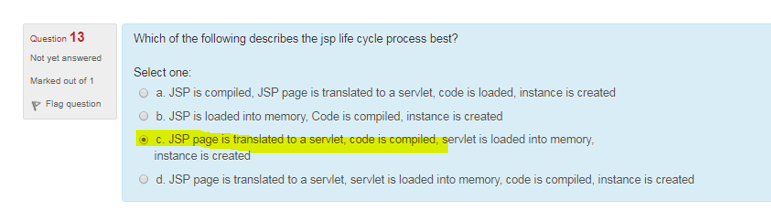 Question 13
Not yet answered
Marked out of 1
Flag question
Which of the following describes the jsp life cycle process best?
Select one:
a. JSP is compiled, JSP page is translated to a servlet, code is loaded, instance is created
b. JSP is loaded into memory, Code is compiled, instance is created
c. JSP page is translated to a servlet, code is compiled, servlet is loaded into memory,
instance is created
d. JSP page is translated to a servlet, servlet is loaded into memory, code is compiled, instance is created